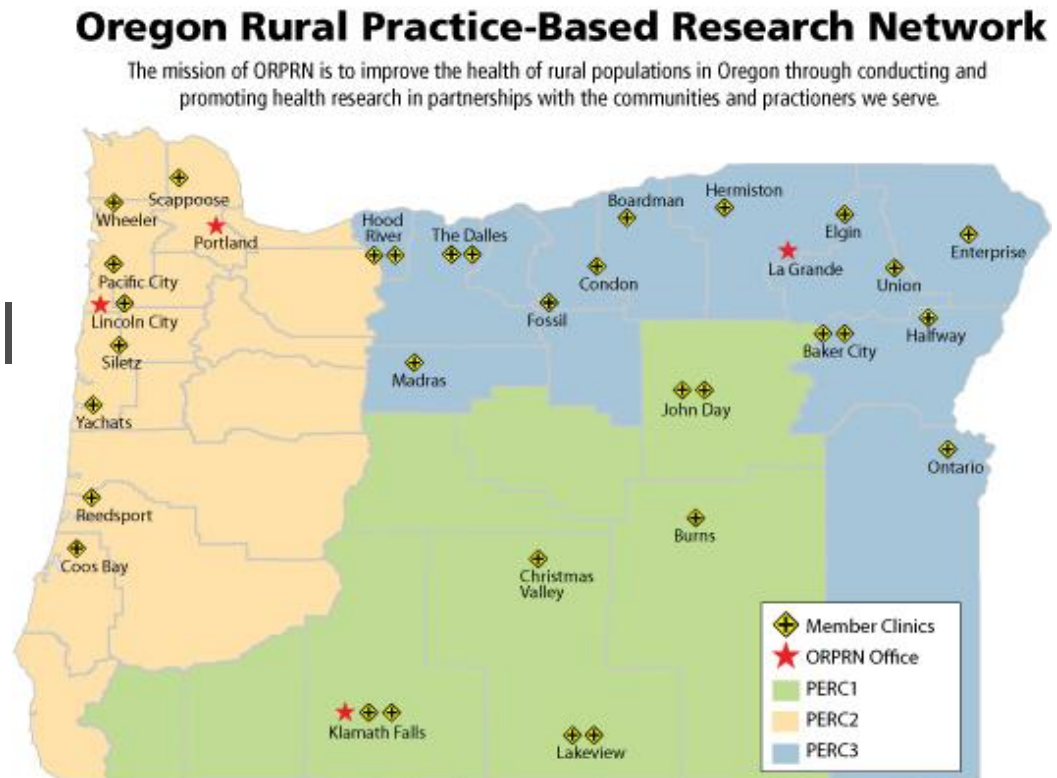 Oregon Rural Practice-Based Research Network
The mission of ORPRN is to improve the health of rural populations in Oregon through conducting and
promoting health research in partnerships with the communities and practioners we serve.
Scappoose
Wheeler
Portland
Hood
River
The Dalles
Boardman
Hermiston
Elgin
Enterprise
Pacific City
Condon
La Grande
Union
Lincoln City
Fossil
Halfway
Siletz
Baker City
Madras
John Day
Yachats
Ontario
Reedsport
Burns
Coos Bay
Christmas
Valley
Klamath Falls
Lakeview
Member Clinics
ORPRN Office
PERC1
PERC2
PERC3